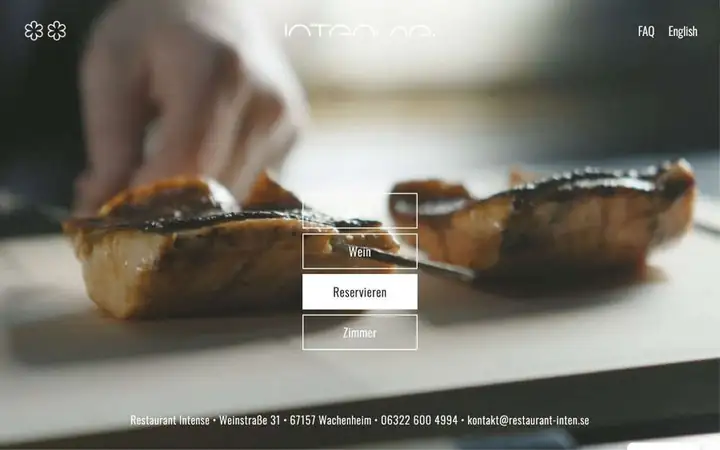 FAQ
English
Wein
Reservieren
Zimmer
Restaurant Intense • Weinstraße 31 • 67157 Wachenheim • 06322 600 4994 • kontakt@restaurant-inten.se